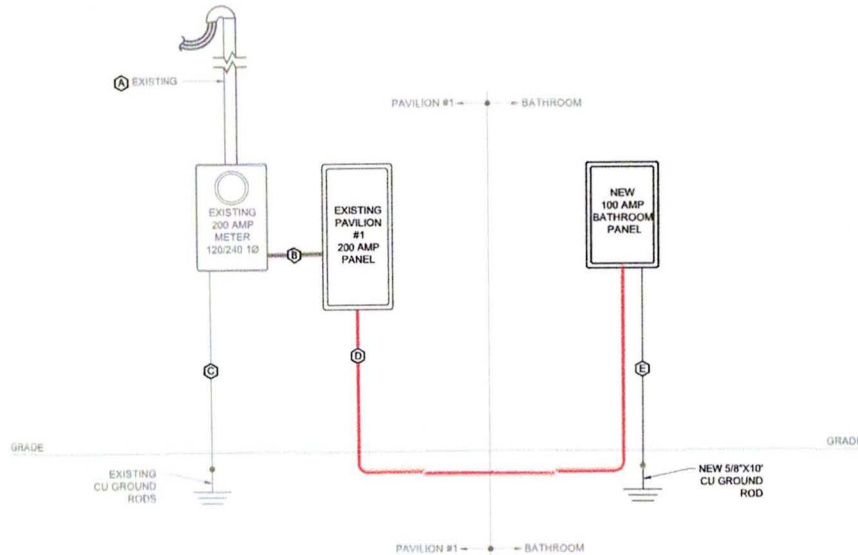 A EXISTING
PAVILION #1
BATHROOM
EXISTING
200 AMP
METER
120/240 1Ø
B
EXISTING
PAVILION
#1
200 AMP
PANEL
NEW
100 AMP
BATHROOM
PANEL
C
D
E
GRADE
GRADE
EXISTING
CU GROUND
RODS
NEW 5/8"X10'
CU GROUND
ROD
PAVILION #1
BATHROOM